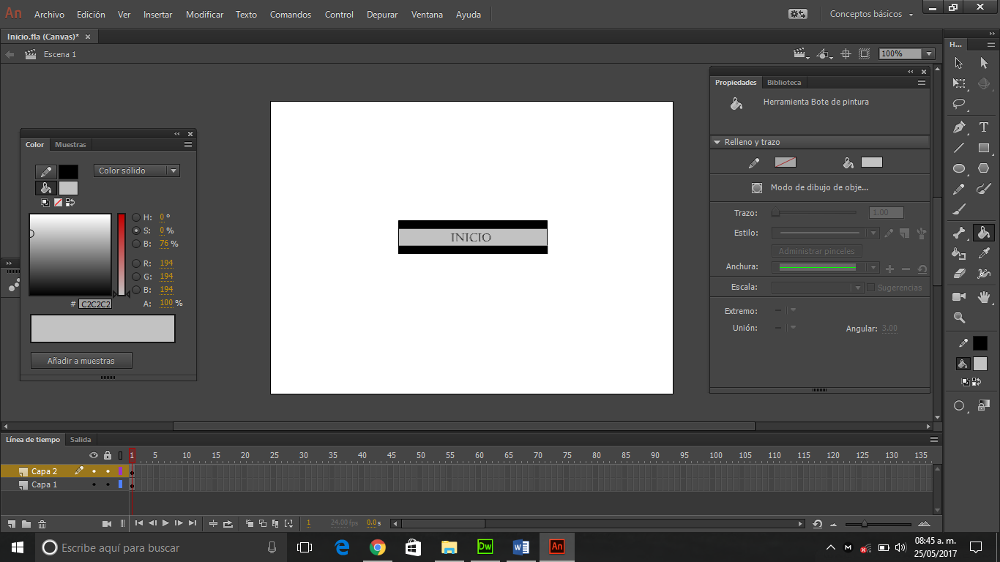 An Archivo Edición Ver Insertar Modificar Texto Comandos Control Depurar Ventana Ayuda Conceptos básicos
Inicio.fla (Canvas)* ×
Escena 1 100%
Color Muestras
Color sólido
H: 0 °
S: 0 %
B: 76 %
R: 194
G: 194
B: 194
# C2C2C2 A: 100 %
Añadir a muestras
INICIO
Propiedades Biblioteca
Herramienta Bote de pintura
Relleno y trazo
Modo de dibujo de obje...
Trazo: 1.00
Estilo:
Administrar pinceles
Anchura:
Escala: Sugerencias
Extremo:
Unión: Angular: 3.00
H...
T
Línea de tiempo Salida
1 5 10 15 20 25 30 35 40 45 50 55 60 65 70 75 80 85 90 95 100 105 110 115 120 125 130 135
Capa 2
Capa 1
1 24.00 fps 0.0 s
Escribe aquí para buscar Dw An 08:45 a. m.
25/05/2017